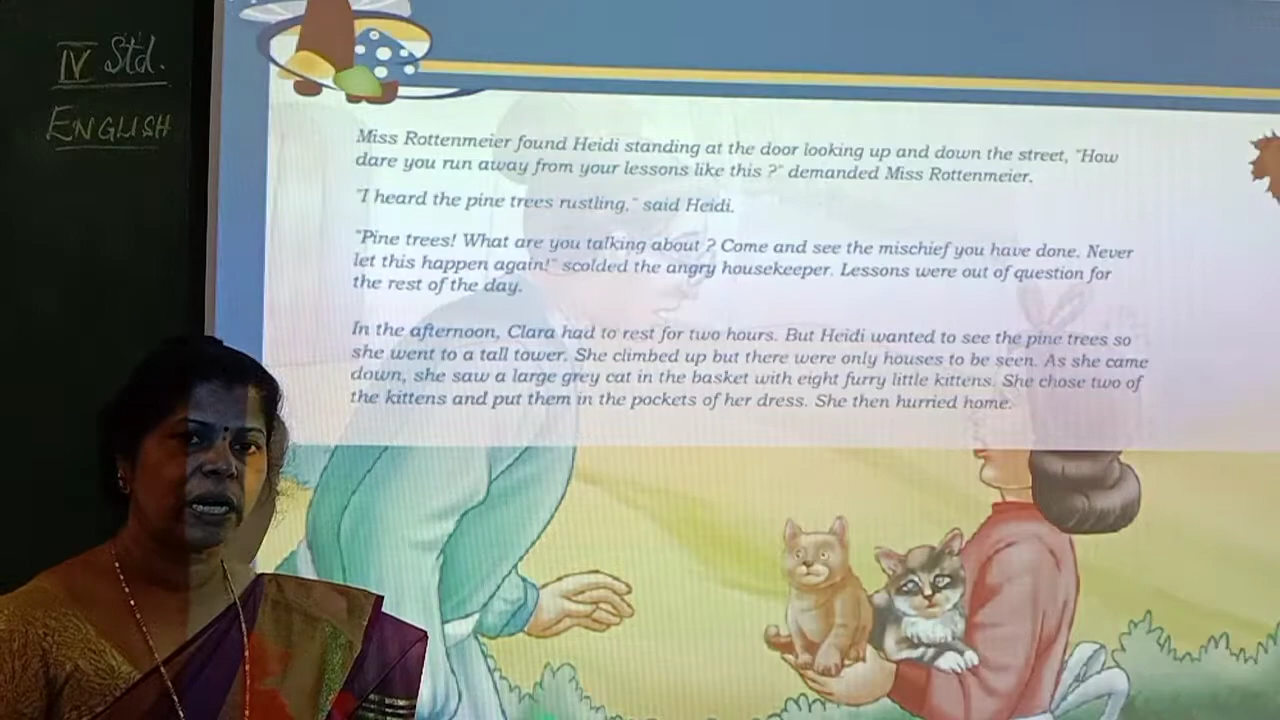 IV Std.
ENGLISH
Miss Rottenmeier found Heidi standing at the door looking up and down the street, "How
dare you run away from your lessons like this ?" demanded Miss Rottenmeier.
"I heard the pine trees rustling," said Heidi.
"Pine trees! What are you talking about ? Come and see the mischief you have done. Never
let this happen again!" scolded the angry housekeeper. Lessons were out of question for
the rest of the day.
In the afternoon, Clara had to rest for two hours. But Heidi wanted to see the pine trees so
she went to a tall tower. She climbed up but there were only houses to be seen. As she came
down, she saw a large grey cat in the basket with eight furry little kittens. She chose two of
the kittens and put them in the pockets of her dress. She then hurried home.